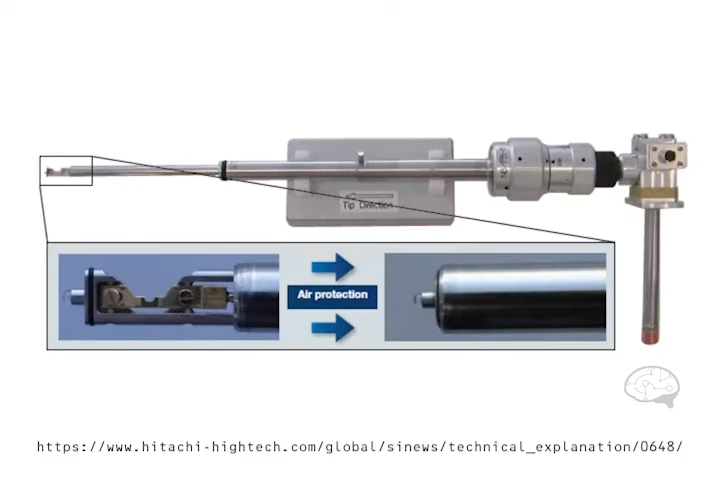 Tip Direction
Air protection
https://www.hitachi-hightech.com/global/sinews/technical_explanation/0648/